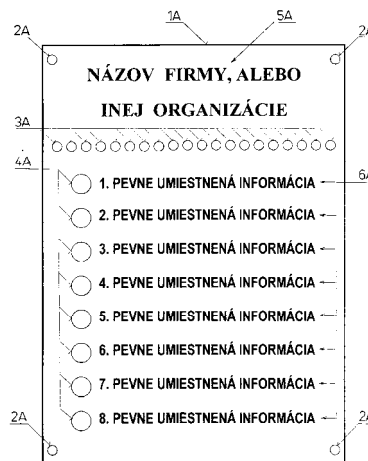 1A
2A 5A 2A
NÁZOV FIRMY, ALEBO
INEJ ORGANIZÁCIE
3A
4A 6A
1. PEVNE UMIESTNENÁ INFORMÁCIA
2. PEVNE UMIESTNENÁ INFORMÁCIA
3. PEVNE UMIESTNENÁ INFORMÁCIA
4. PEVNE UMIESTNENÁ INFORMÁCIA
5. PEVNE UMIESTNENÁ INFORMÁCIA
6. PEVNE UMIESTNENÁ INFORMÁCIA
7. PEVNE UMIESTNENÁ INFORMÁCIA
8. PEVNE UMIESTNENÁ INFORMÁCIA
2A 2A